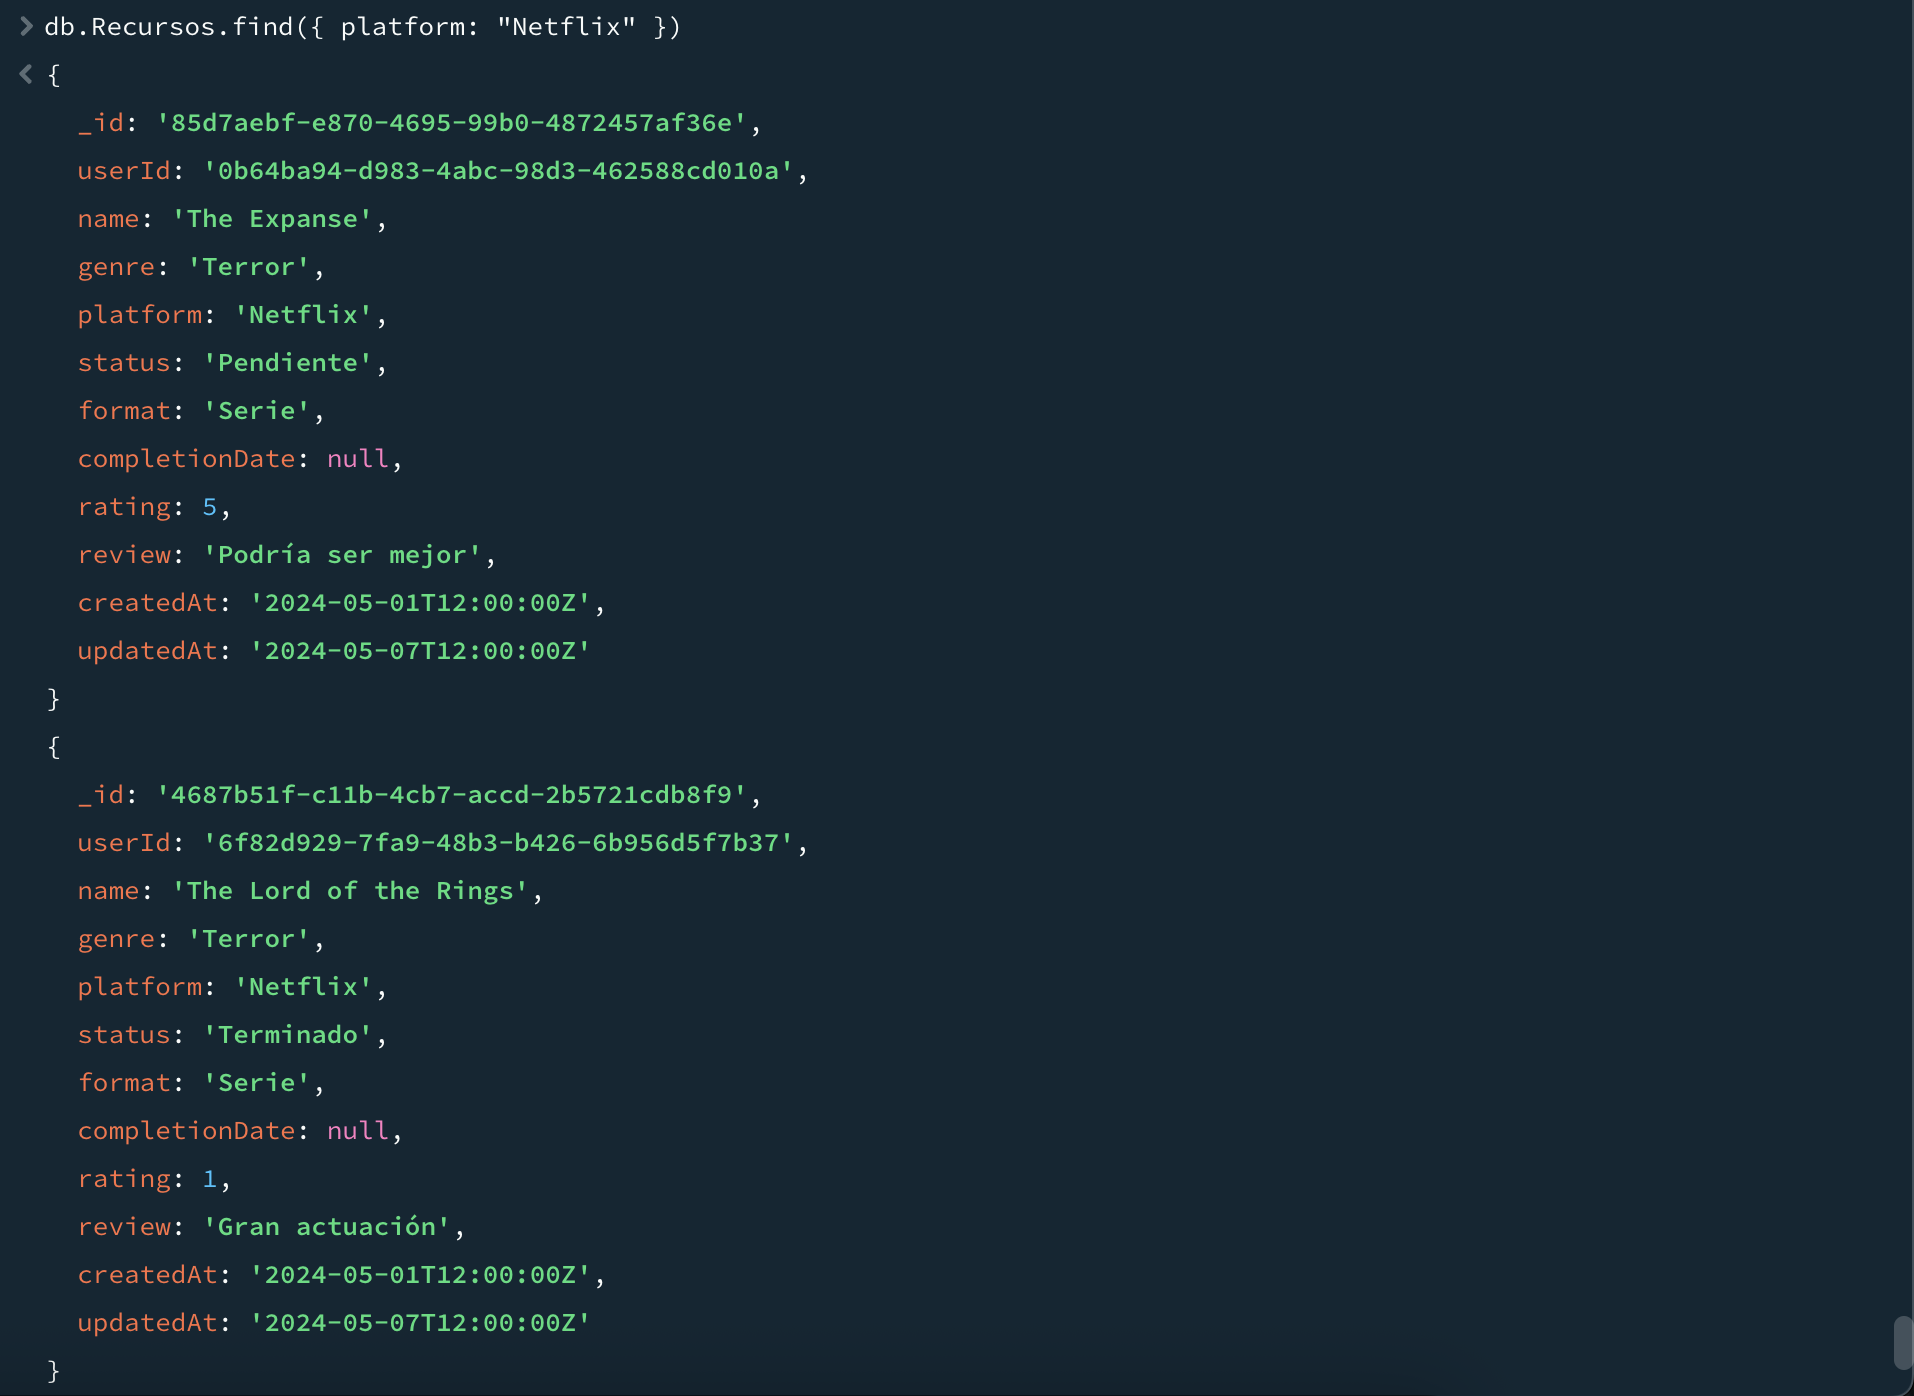 db.Recursos.find({ platform: "Netflix" })
{
_id: '85d7aebf-e870-4695-99b0-4872457af36e',
userId: '0b64ba94-d983-4abc-98d3-462588cd010a',
name: 'The Expanse',
genre: 'Terror',
platform: 'Netflix',
status: 'Pendiente',
format: 'Serie',
completionDate: null,
rating: 5,
review: 'Podría ser mejor',
createdAt: '2024-05-01T12:00:00Z',
updatedAt: '2024-05-07T12:00:00Z'
}
{
_id: '4687b51f-c11b-4cb7-accd-2b5721cdb8f9',
userId: '6f82d929-7fa9-48b3-b426-6b956d5f7b37',
name: 'The Lord of the Rings',
genre: 'Terror',
platform: 'Netflix',
status: 'Terminado',
format: 'Serie',
completionDate: null,
rating: 1,
review: 'Gran actuación',
createdAt: '2024-05-01T12:00:00Z',
updatedAt: '2024-05-07T12:00:00Z'
}